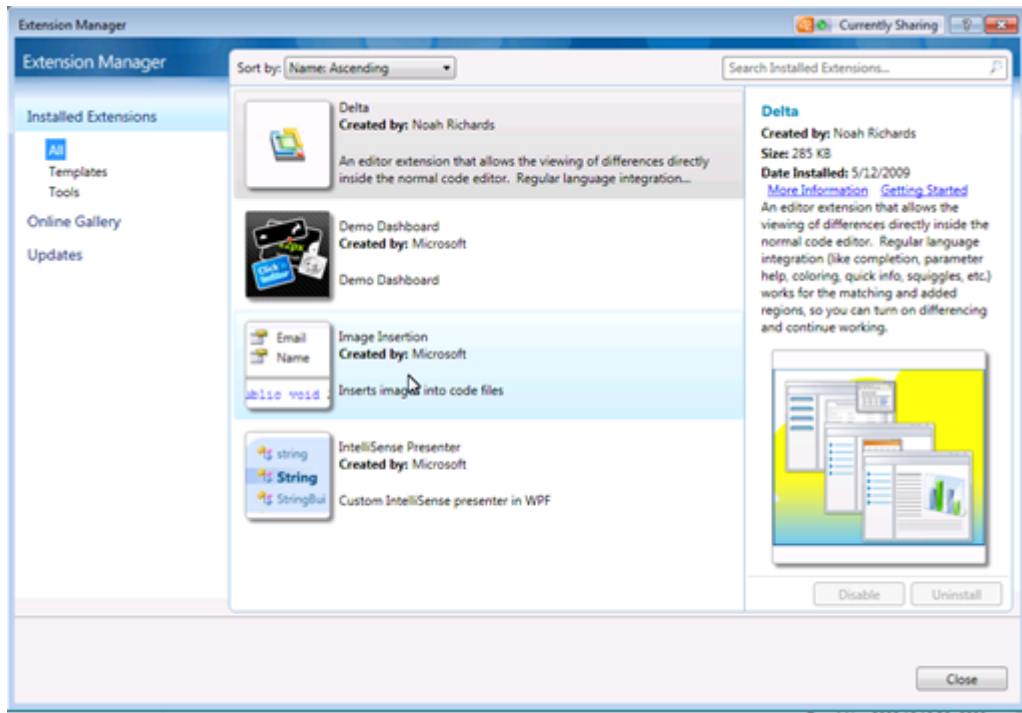 Extension Manager
Currently Sharing
?
Extension Manager
Sort by: Name: Ascending
Search Installed Extensions...
Installed Extensions
All
Templates
Tools
Online Gallery
Updates
Delta
Created by: Noah Richards
An editor extension that allows the viewing of differences directly
inside the normal code editor. Regular language integration...
Click
Demo Dashboard
Created by: Microsoft
Demo Dashboard
Email
Name
ublic void
Image Insertion
Created by: Microsoft
Inserts images into code files
string
String
StringBui
IntelliSense Presenter
Created by: Microsoft
Custom IntelliSense presenter in WPF
Delta
Created by: Noah Richards
Size: 285 KB
Date Installed: 5/12/2009
More Information Getting Started
An editor extension that allows the
viewing of differences directly inside the
normal code editor. Regular language
integration (like completion, parameter
help, coloring, quick info, squiggles, etc.)
works for the matching and added
regions, so you can turn on differencing
and continue working.
Disable
Uninstall
Close